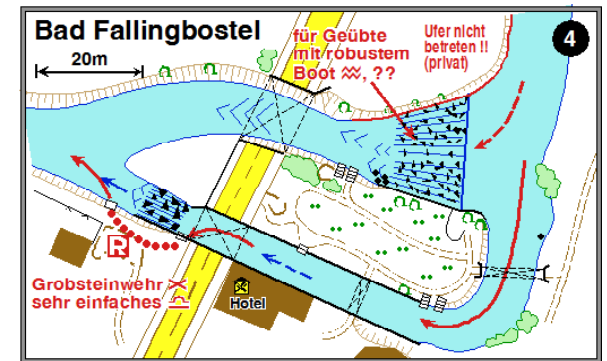 Bad Fallingbostel
20m
für Geübte
mit robustem
Boot ??
Ufer nicht
betreten !!
(privat)
4
R
Grobsteinwehr
sehr einfaches
Hotel